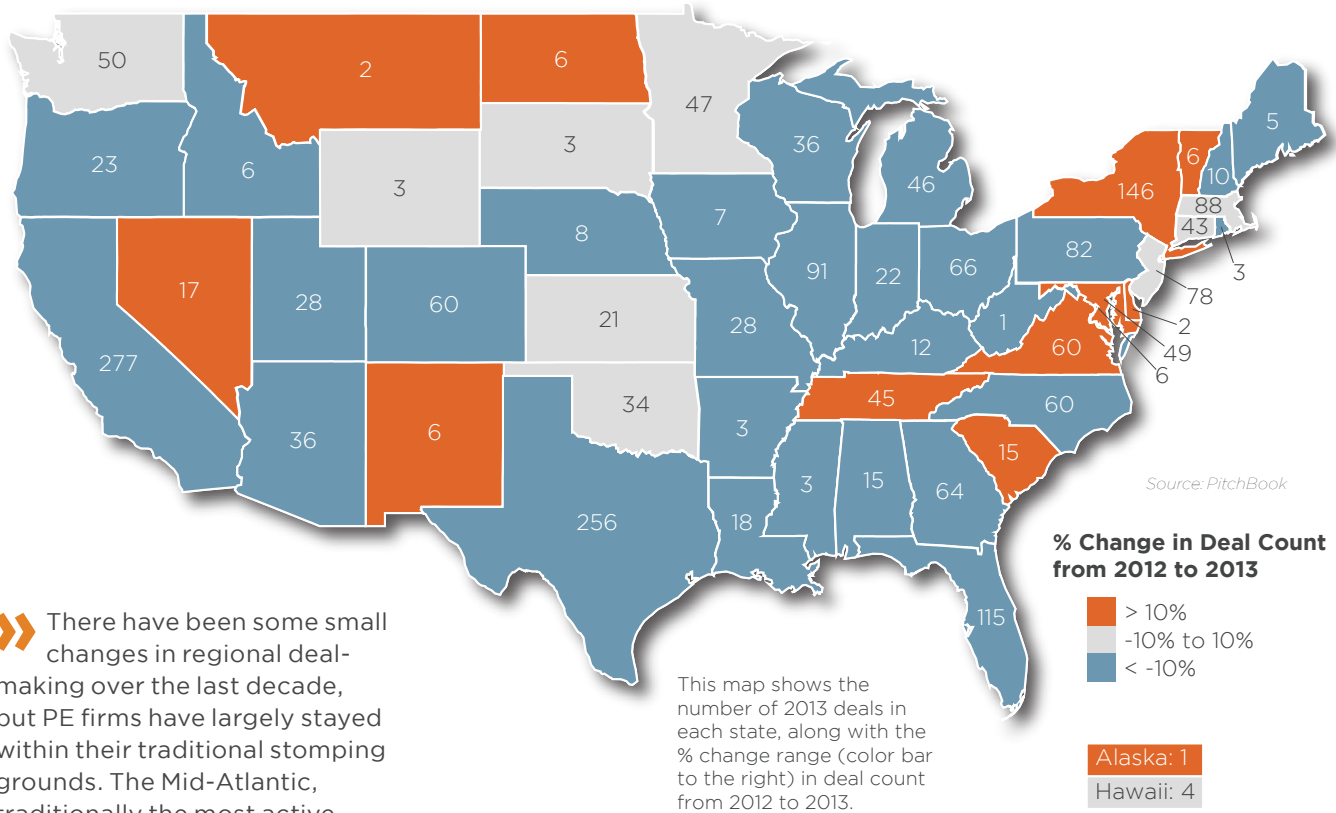 50
2
6
47
3
36
5
23
6
3
46
6
10
146
88
43
7
8
3
17
28
60
91
22
66
82
78
21
28
1
2
277
12
60
49
6
34
45
60
36
6
3
15
3
15
64
256
18
115
Source: PitchBook
% Change in Deal Count
from 2012 to 2013
> 10%
-10% to 10%
< -10%
Alaska: 1
Hawaii: 4
There have been some small
changes in regional deal-
making over the last decade,
but PE firms have largely stayed
within their traditional stomping
grounds. The Mid-Atlantic,
traditionally the most active
This map shows the
number of 2013 deals in
each state, along with the
% change range (color bar
to the right) in deal count
from 2012 to 2013.